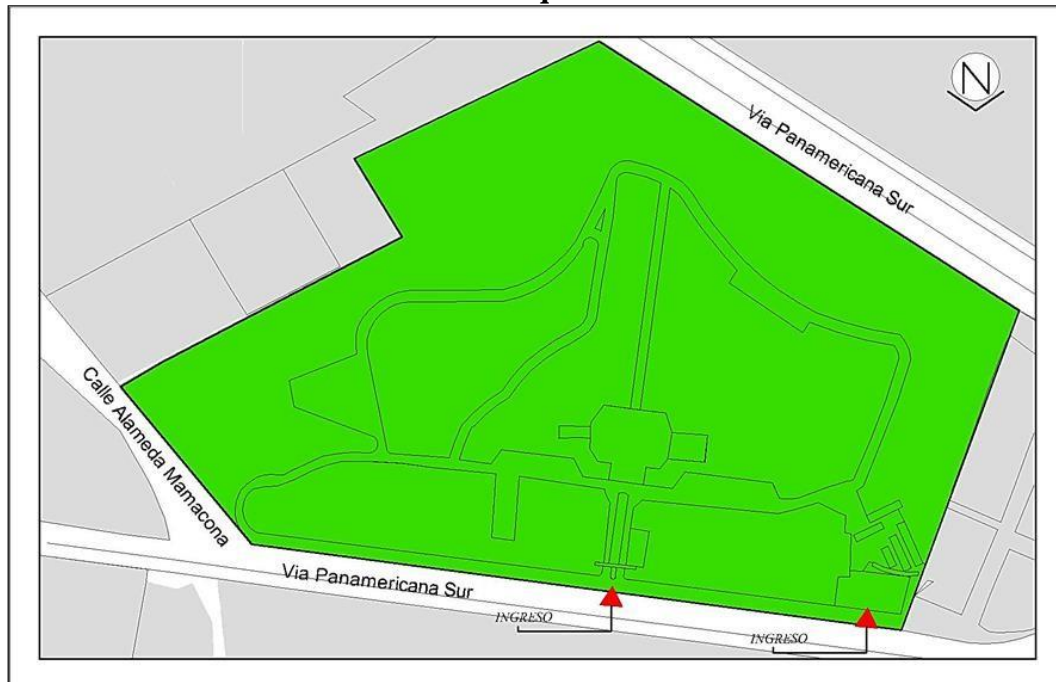 N
Via Panamericana Sur
Calle Alameda Mamacona
Via Panamericana Sur
INGRESO
INGRESO